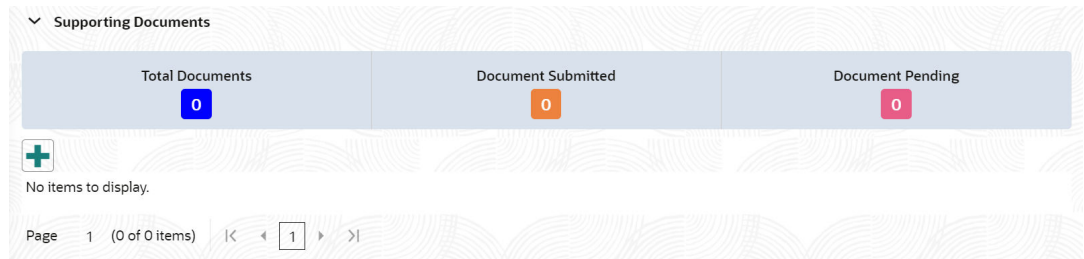 Supporting Documents
Total Documents Document Submitted Document Pending
0 0 0
No items to display.
Page 1 (0 of 0 items) 1